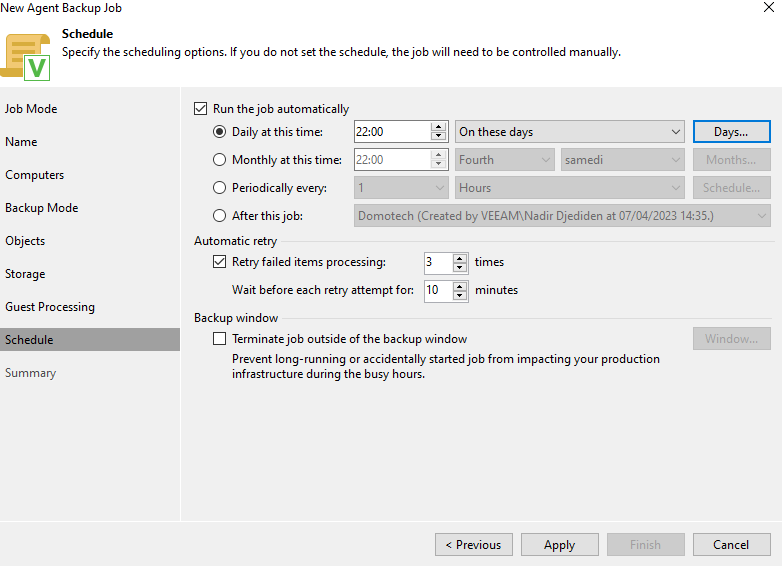 New Agent Backup Job
Schedule
Specify the scheduling options. If you do not set the schedule, the job will need to be controlled manually.
V
Job Mode
Name
Computers
Backup Mode
Objects
Storage
Guest Processing
Schedule
Summary
Run the job automatically
Daily at this time: 22:00 On these days Days...
Monthly at this time: 22:00 Fourth samedi Months...
Periodically every: 1 Hours Schedule...
After this job: Domotech (Created by VEEAM\Nadir Djediden at 07/04/2023 14:35.)
Automatic retry
Retry failed items processing: 3 times
Wait before each retry attempt for: 10 minutes
Backup window
Terminate job outside of the backup window Window...
Prevent long-running or accidentally started job from impacting your production
infrastructure during the busy hours.
< Previous Apply Finish Cancel